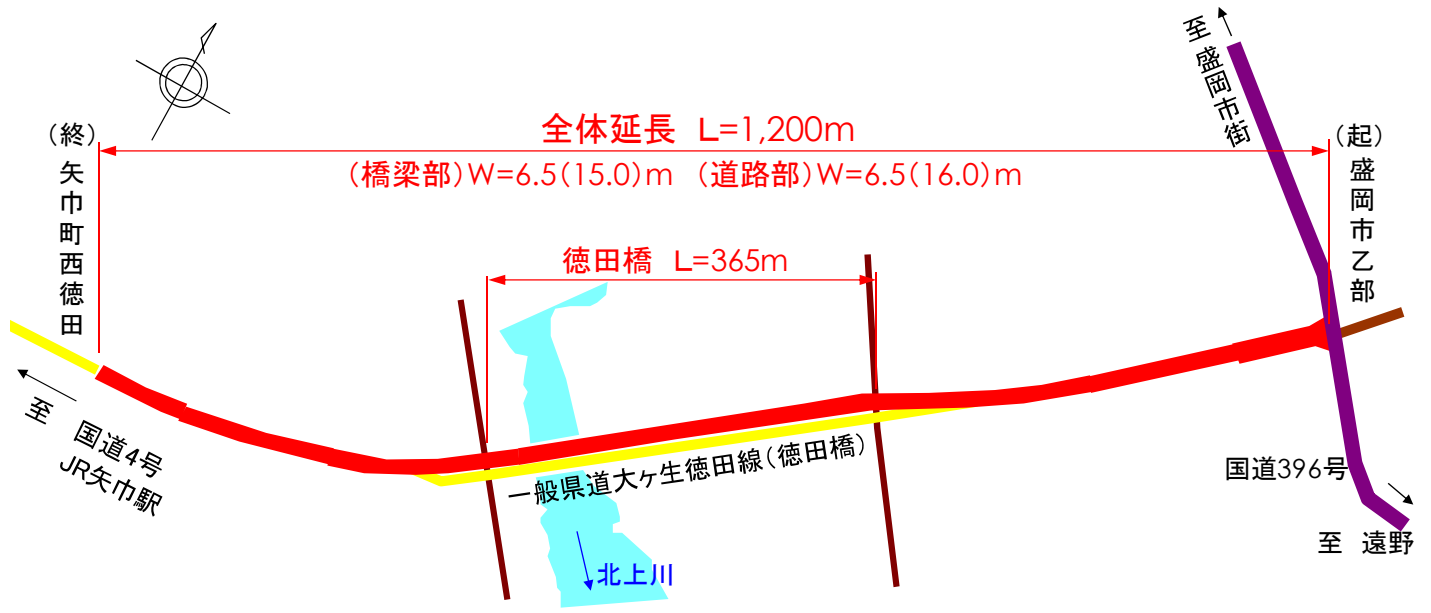 全体延長 L=1,200m
(橋梁部)W=6.5(15.0)m (道路部)W=6.5(16.0)m
徳田橋 L=365m
(終)
矢巾町西徳田
(起)
盛岡市乙部
至 盛岡市街
至 国道4号
JR矢巾駅
一般県道大ヶ生徳田線(徳田橋)
北上川
国道396号
至 遠野